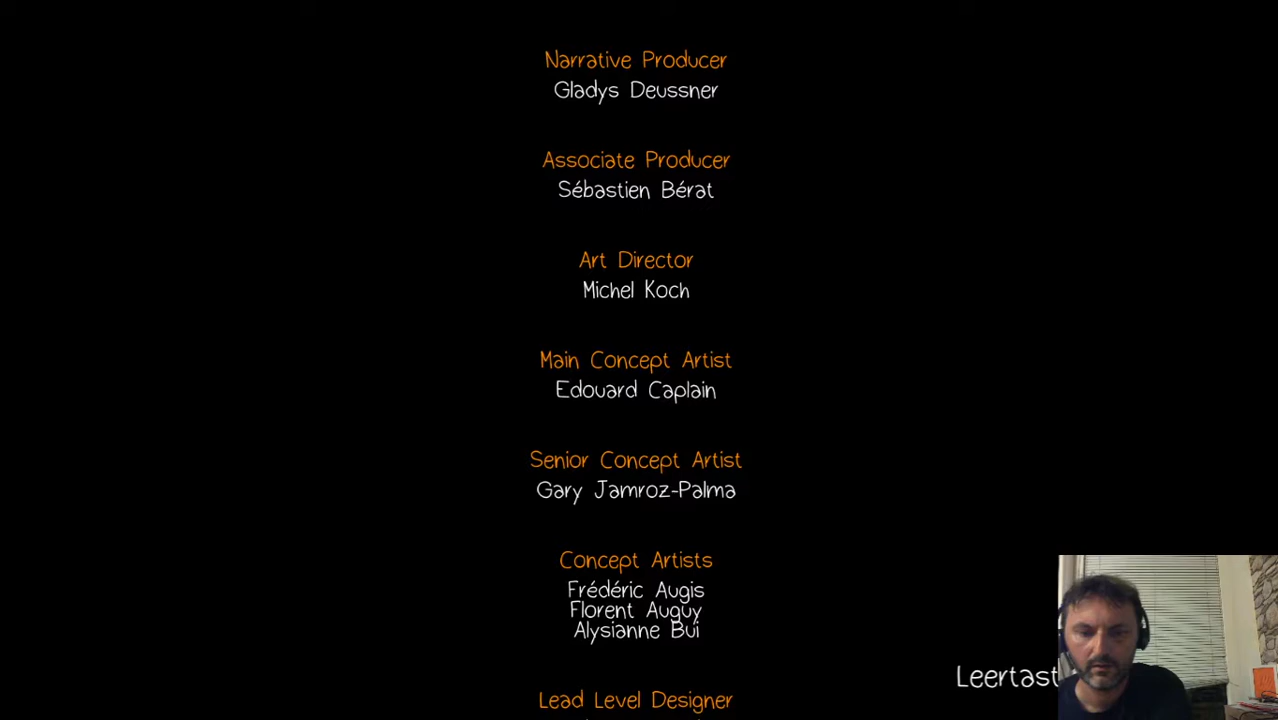 Narrative Producer
Gladys Deussner
Associate Producer
Sébastien Bérat
Art Director
Michel Koch
Main Concept Artist
Edouard Caplain
Senior Concept Artist
Gary Jamroz-Palma
Concept Artists
Frédéric Augis
Florent Auguy
Alysianne Bui
Leertast
Lead Level Designer